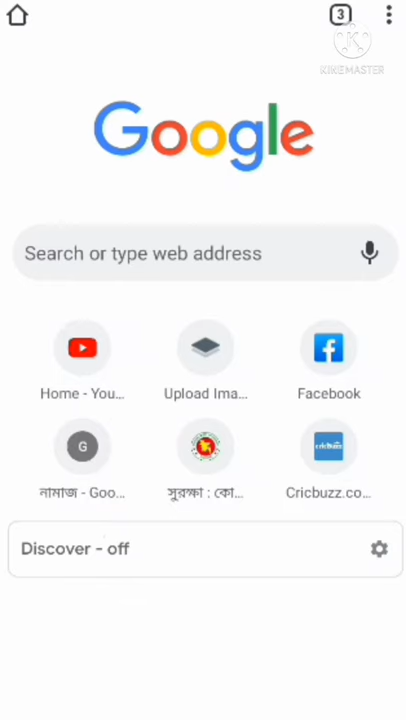 3
KINEMASTER
Google
Search or type web address
Home - You...
Upload Ima...
Facebook
G
cricbuzz
নামাজ - Goo...
সুরক্ষা : কো...
Cricbuzz.co...
Discover - off